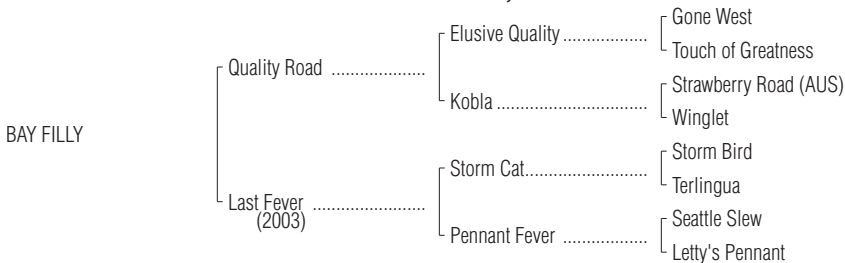 Gone West
Elusive Quality ....................
Touch of Greatness
Quality Road ......................
Strawberry Road (AUS)
Kobla ...................................
Winglet
BAY FILLY
Storm Bird
Storm Cat............................
Terlingua
Last Fever ..........................
(2003)
Seattle Slew
Pennant Fever ....................
Letty's Pennant